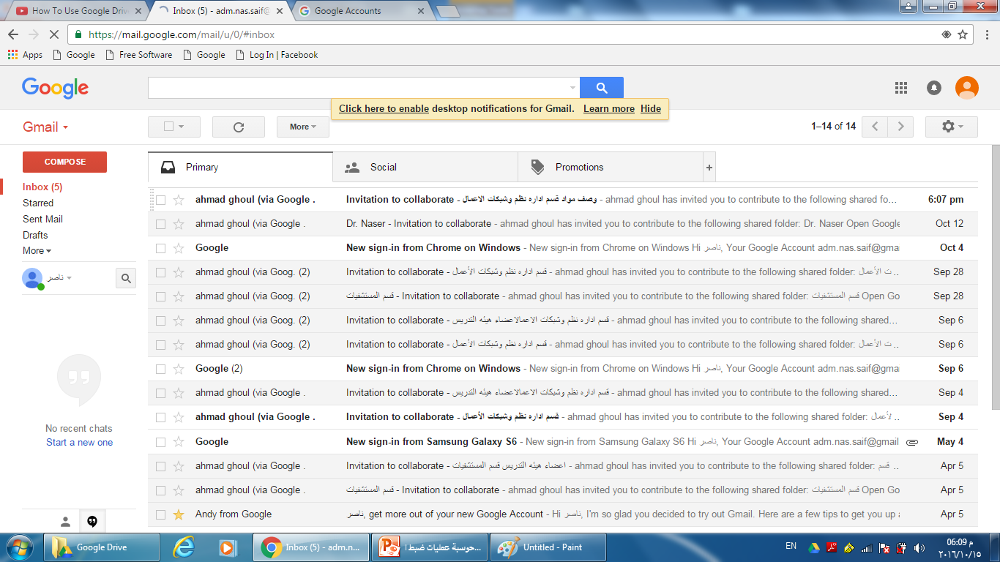 How To Use Google Driv
Inbox (5) - adm.nas.saif@
Google Accounts
https://mail.google.com/mail/u/0/#inbox
Apps Google Free Software Google Log In | Facebook
Google
Click here to enable desktop notifications for Gmail. Learn more Hide
Gmail More 1–14 of 14
COMPOSE
Primary Social Promotions +
Inbox (5)
Starred
Sent Mail
Drafts
More
ناصر
No recent chats
Start a new one
ahmad ghoul (via Google . Invitation to collaborate - وصف مواد قسم اداره نظم وشبكات الاعمال - ahmad ghoul has invited you to contribute to the following shared fo... 6:07 pm
ahmad ghoul (via Google . Dr. Naser - Invitation to collaborate - ahmad ghoul has invited you to contribute to the following shared folder: Dr. Naser Open Google Oct 12
Google New sign-in from Chrome on Windows - New sign-in from Chrome on Windows Hi ناصر, Your Google Account adm.nas.saif@gmai Oct 4
ahmad ghoul (via Goog. (2) Invitation to collaborate - قسم اداره نظم وشبكات الأعمال - ahmad ghoul has invited you to contribute to the following shared folder: ت الأعمال ... Sep 28
ahmad ghoul (via Goog. (2) قسم المستشفيات - Invitation to collaborate - ahmad ghoul has invited you to contribute to the following shared folder: قسم المستشفيات Open Go Sep 28
ahmad ghoul (via Goog. (2) Invitation to collaborate - قسم اداره نظم وشبكات الاعمالاعضاء هيئه التدريس - ahmad ghoul has invited you to contribute to the following shared... Sep 6
ahmad ghoul (via Goog. (2) Invitation to collaborate - قسم اداره نظم وشبكات الأعمال - ahmad ghoul has invited you to contribute to the following shared folder: ت الأعمال ... Sep 6
Google (2) New sign-in from Chrome on Windows - New sign-in from Chrome on Windows Hi ناصر, Your Google Account adm.nas.saif@gmai Sep 6
ahmad ghoul (via Google . Invitation to collaborate - قسم اداره نظم وشبكات الاعمالاعضاء هيئه التدريس - ahmad ghoul has invited you to contribute to the following shared... Sep 4
ahmad ghoul (via Google . Invitation to collaborate - قسم اداره نظم وشبكات الأعمال - ahmad ghoul has invited you to contribute to the following shared folder: لأعمال ... Sep 4
Google New sign-in from Samsung Galaxy S6 - New sign-in from Samsung Galaxy S6 Hi ناصر, Your Google Account adm.nas.saif@gmail May 4
ahmad ghoul (via Google . Invitation to collaborate - اعضاء هيئه التدريس قسم المستشفيات - ahmad ghoul has invited you to contribute to the following shared folder: قسم ... Apr 5
ahmad ghoul (via Google . قسم المستشفيات - Invitation to collaborate - ahmad ghoul has invited you to contribute to the following shared folder: قسم المستشفيات Open Go Apr 5
Andy from Google ناصر, get more out of your new Google Account - Hi ناصر, I'm so glad you decided to try out Gmail. Here are a few tips to get you up Apr 5
Google Drive Inbox (5) - adm.n... حوسبة عمليات ضبط ا... Untitled - Paint EN 06:09 م
٢٠١٦/١٠/١٥